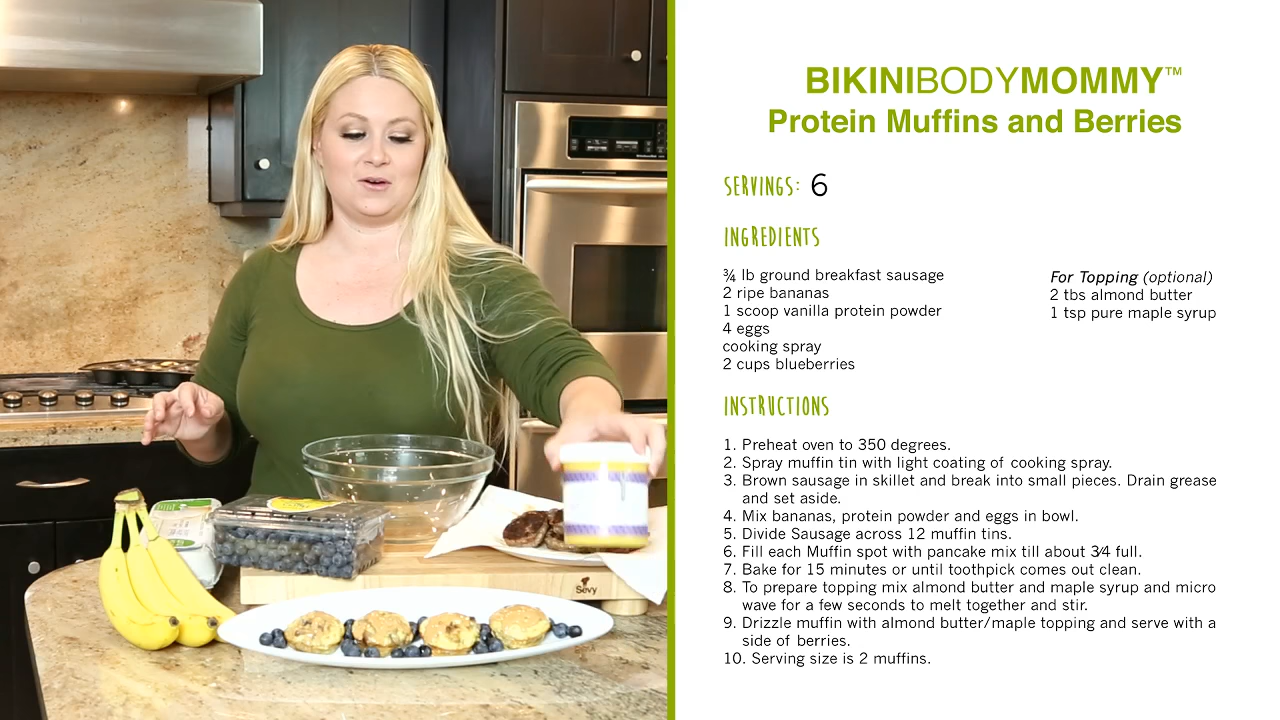 BIKINIBODYMOMMY™
Protein Muffins and Berries
SERVINGS: 6
INGREDIENTS
¾ lb ground breakfast sausage
2 ripe bananas
1 scoop vanilla protein powder
4 eggs
cooking spray
2 cups blueberries
For Topping (optional)
2 tbs almond butter
1 tsp pure maple syrup
INSTRUCTIONS
1. Preheat oven to 350 degrees.
2. Spray muffin tin with light coating of cooking spray.
3. Brown sausage in skillet and break into small pieces. Drain grease
and set aside.
4. Mix bananas, protein powder and eggs in bowl.
5. Divide Sausage across 12 muffin tins.
6. Fill each Muffin spot with pancake mix till about 3⁄4 full.
7. Bake for 15 minutes or until toothpick comes out clean.
8. To prepare topping mix almond butter and maple syrup and micro
wave for a few seconds to melt together and stir.
9. Drizzle muffin with almond butter/maple topping and serve with a
side of berries.
10. Serving size is 2 muffins.
Sevy